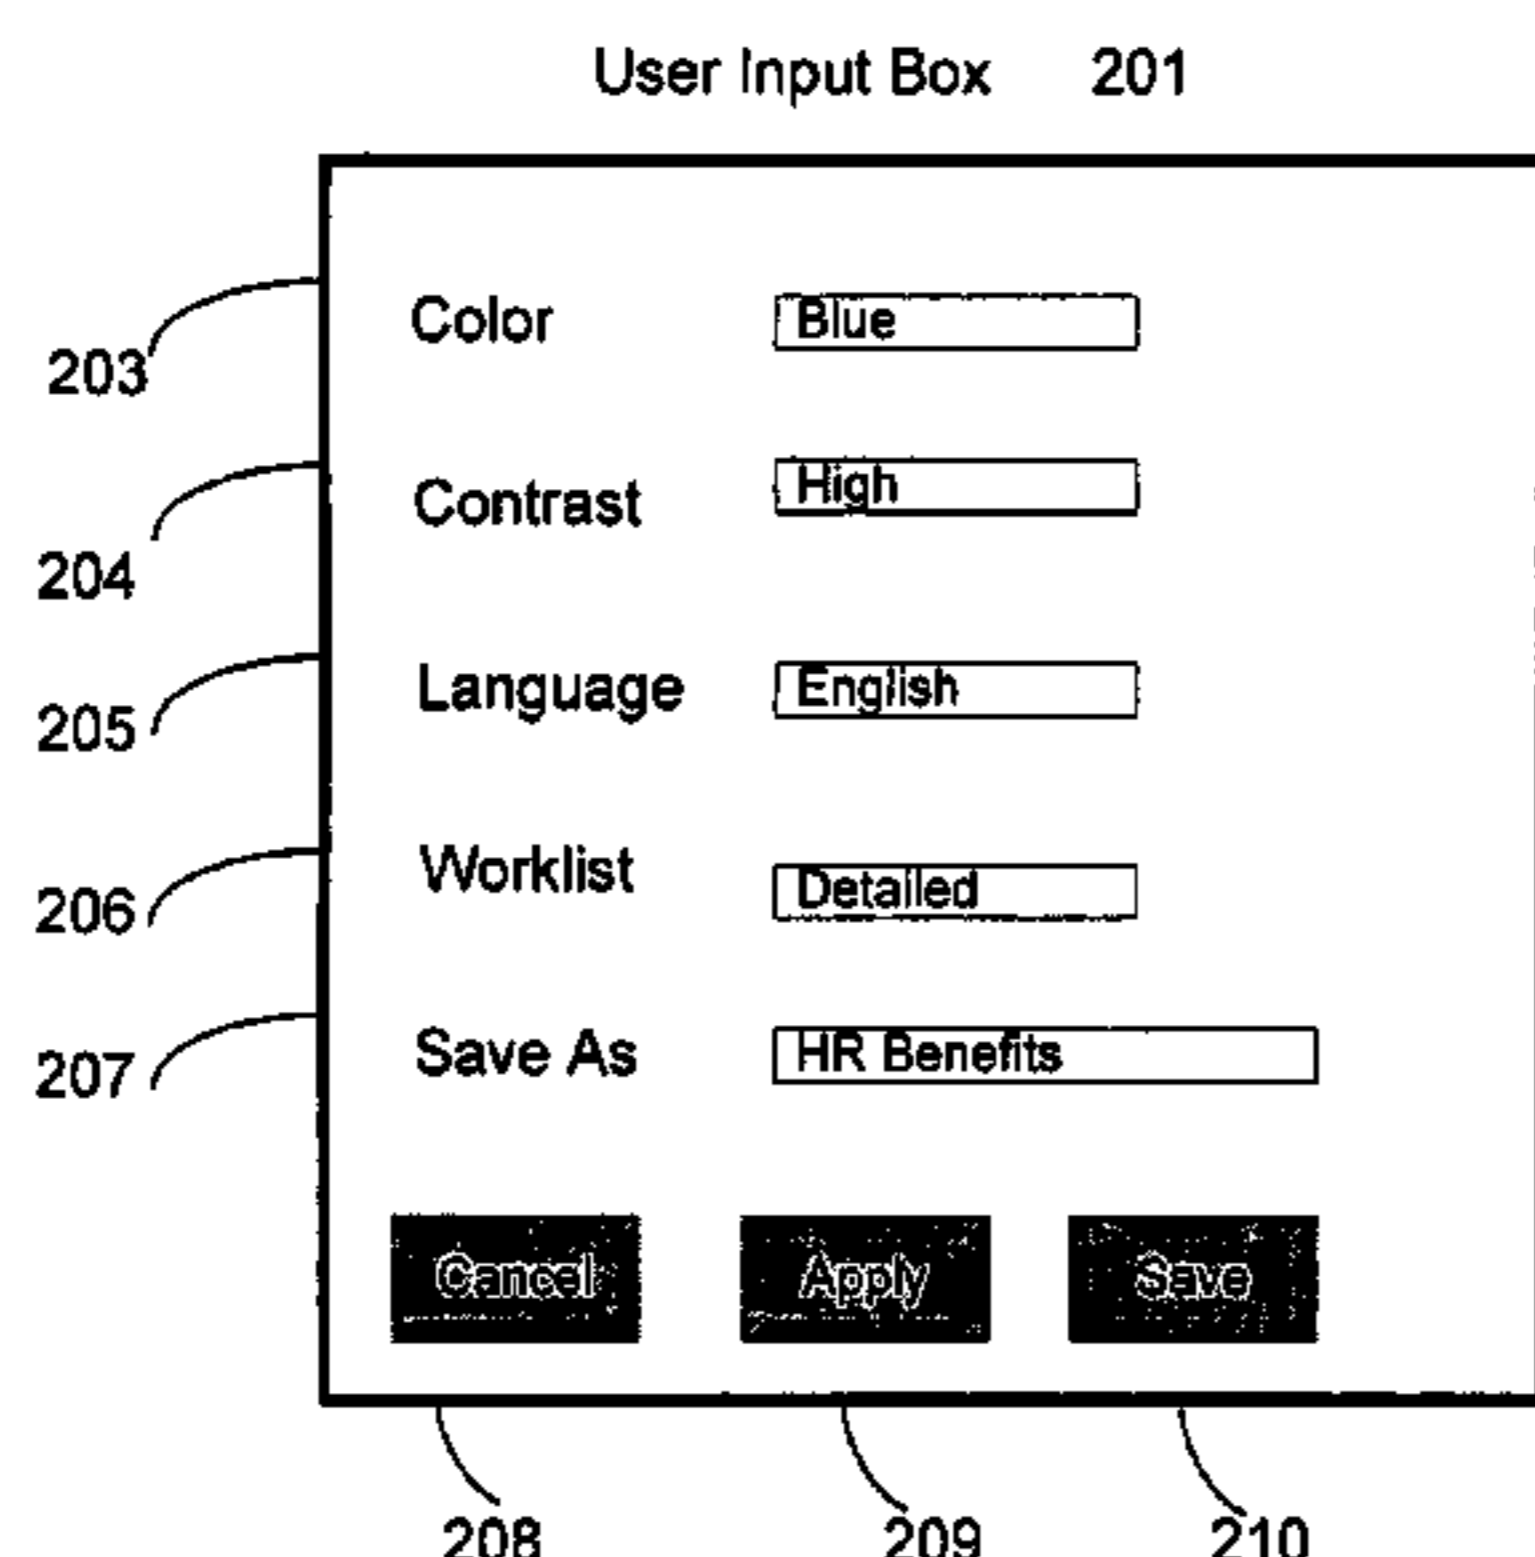 User Input Box 201
Color Blue
203
Contrast High
204
Language English
205
Worklist Detailed
206
Save As HR Benefits
207
Cancel Apply Save
208 209 210